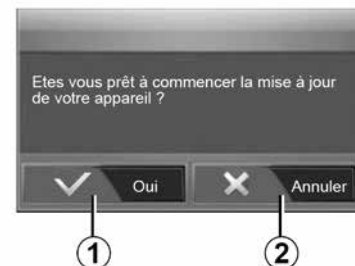 Etes vous prêt à commencer la mise à jour
de votre appareil ?
Oui
Annuler
1
2